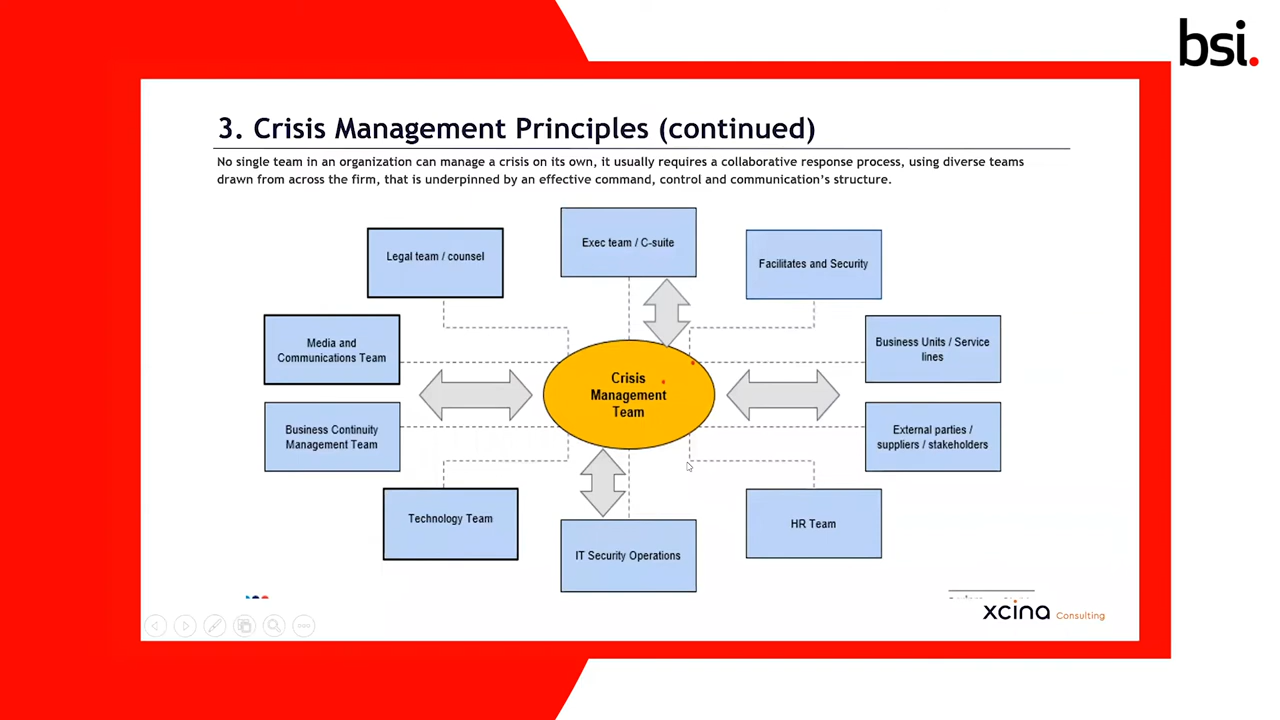 bsi.
3. Crisis Management Principles (continued)
No single team in an organization can manage a crisis on its own, it usually requires a collaborative response process, using diverse teams
drawn from across the firm, that is underpinned by an effective command, control and communication’s structure.
Legal team / counsel
Exec team / C-suite
Facilitates and Security
Media and
Communications Team
Business Units / Service
lines
Crisis
Management
Team
Business Continuity
Management Team
External parties /
suppliers / stakeholders
Technology Team
IT Security Operations
HR Team
xcina Consulting